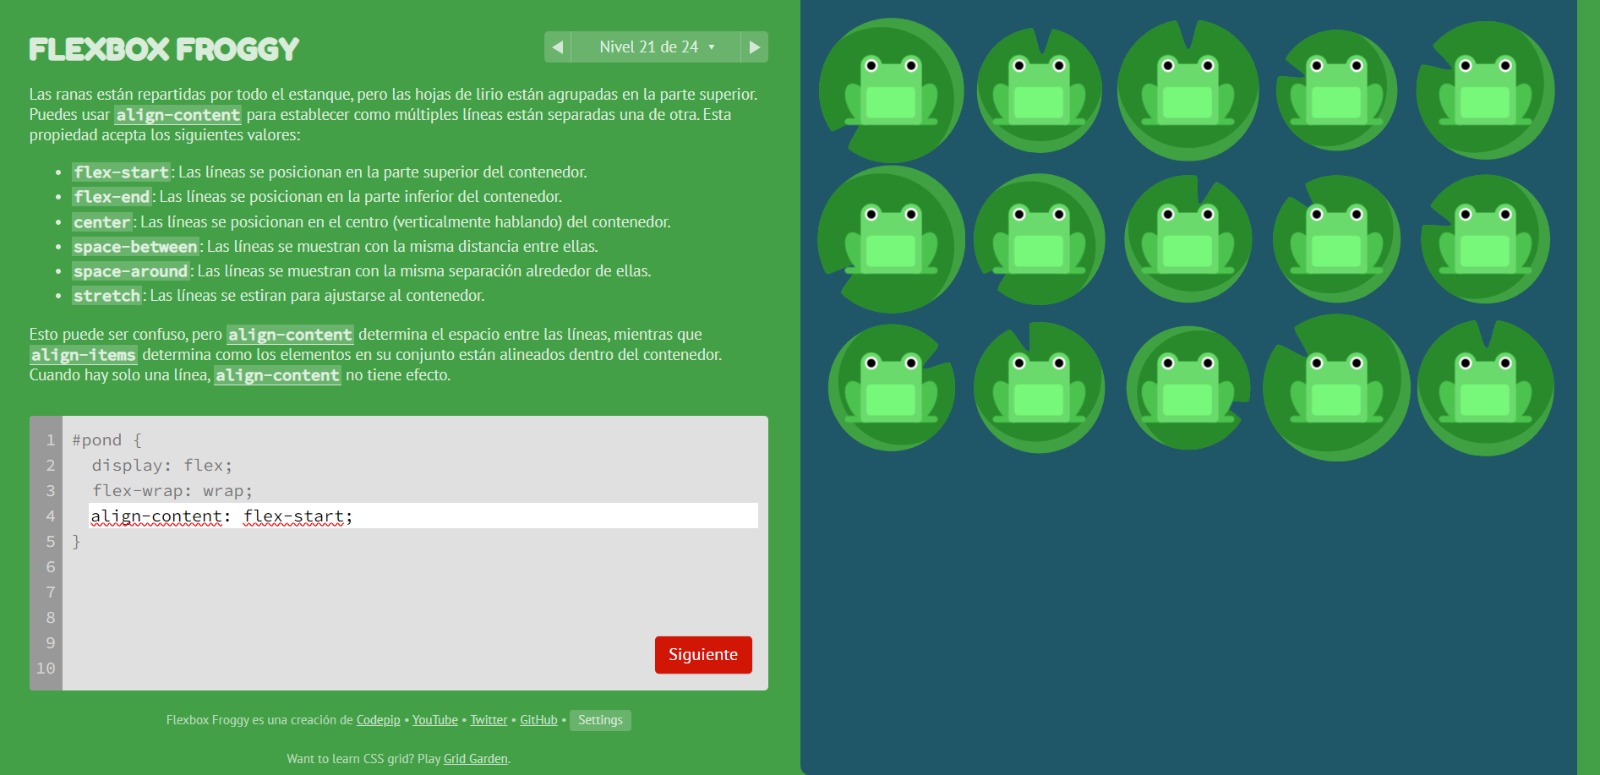 FLEXBOX FROGGY
Nivel 21 de 24
Las ranas están repartidas por todo el estanque, pero las hojas de lirio están agrupadas en la parte superior.
Puedes usar align-content para establecer como múltiples líneas están separadas una de otra. Esta
propiedad acepta los siguientes valores:
• flex-start: Las líneas se posicionan en la parte superior del contenedor.
• flex-end: Las líneas se posicionan en la parte inferior del contenedor.
• center: Las líneas se posicionan en el centro (verticalmente hablando) del contenedor.
• space-between: Las líneas se muestran con la misma distancia entre ellas.
• space-around: Las líneas se muestran con la misma separación alrededor de ellas.
• stretch: Las líneas se estiran para ajustarse al contenedor.
Esto puede ser confuso, pero align-content determina el espacio entre las líneas, mientras que
align-items determina como los elementos en su conjunto están alineados dentro del contenedor.
Cuando hay solo una línea, align-content no tiene efecto.
1 #pond {
2 display: flex;
3 flex-wrap: wrap;
4 align-content: flex-start;
5 }
6
7
8
9
10
Siguiente
Flexbox Froggy es una creación de Codepip • YouTube • Twitter • GitHub • Settings
Want to learn CSS grid? Play Grid Garden.